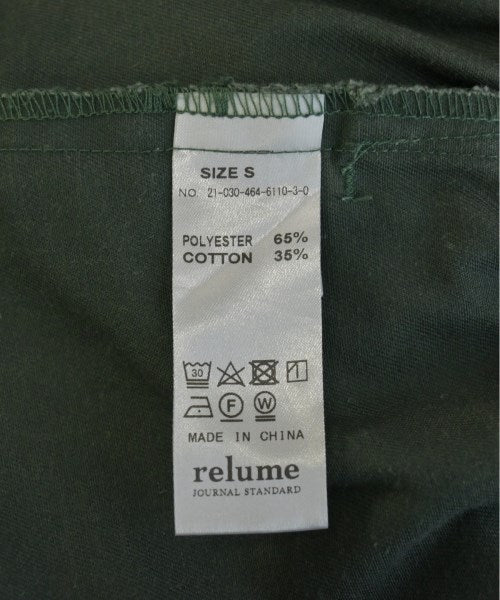 SIZE S
NO. 21-030-464-6110-3-0
POLYESTER 65%
COTTON 35%
30
F W
MADE IN CHINA
relume
JOURNAL STANDARD